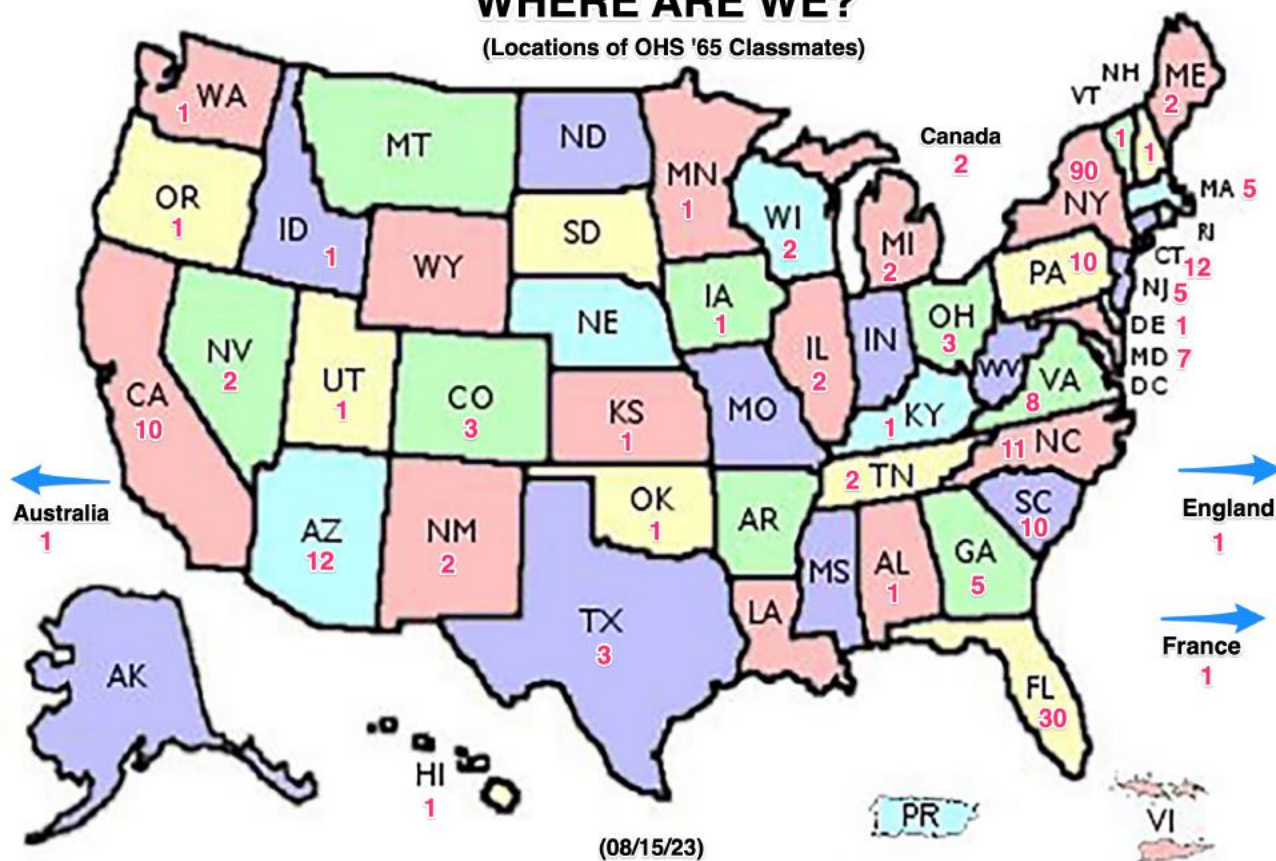 WHERE ARE WE?
(Locations of OHS '65 Classmates)
WA
1
MT
ND
MN
1
OR
1
ID
1
WY
SD
WI
2
MI
2
Canada
2
VT
1
NH
1
ME
2
90
NY
MA 5
RI
CT 12
PA 10
NJ 5
DE 1
MD 7
DC
CA
10
NV
2
UT
1
CO
3
NE
KS
1
IA
1
MO
IL
2
IN
OH
3
WV
VA
8
1 KY
11 NC
2 TN
SC
10
Australia
1
AZ
12
NM
2
OK
1
AR
TX
3
LA
MS
AL
1
GA
5
FL
30
England
1
France
1
AK
HI
1
PR
VI
(08/15/23)